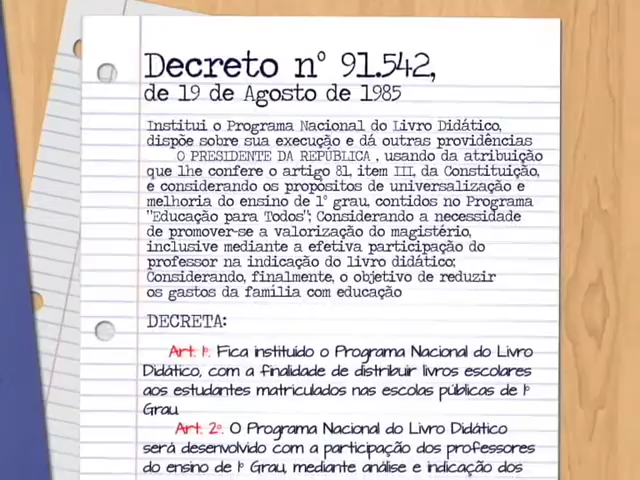 Decreto nº 91.542,
de 19 de Agosto de 1985
Institui o Programa Nacional do Livro Didático,
dispõe sobre sua execução e dá outras providências
O PRESIDENTE DA REPÚBLICA , usando da atribuição
que lhe confere o artigo 81, item III, da Constituição,
e considerando os propósitos de universalização e
melhoria do ensino de 1º grau, contidos no Programa
"Educação para Todos"; Considerando a necessidade
de promover-se a valorização do magistério,
inclusive mediante a efetiva participação do
professor na indicação do livro didático;
Considerando, finalmente, o objetivo de reduzir
os gastos da família com educação
DECRETA:
Art. 1º. Fica instituído o Programa Nacional do Livro
Didático, com a finalidade de distribuir livros escolares
aos estudantes matriculados nas escolas públicas de 1º
Grau.
Art. 2º. O Programa Nacional do Livro Didático
será desenvolvido com a participação dos professores
do ensino de 1º Grau, mediante análise e indicação dos